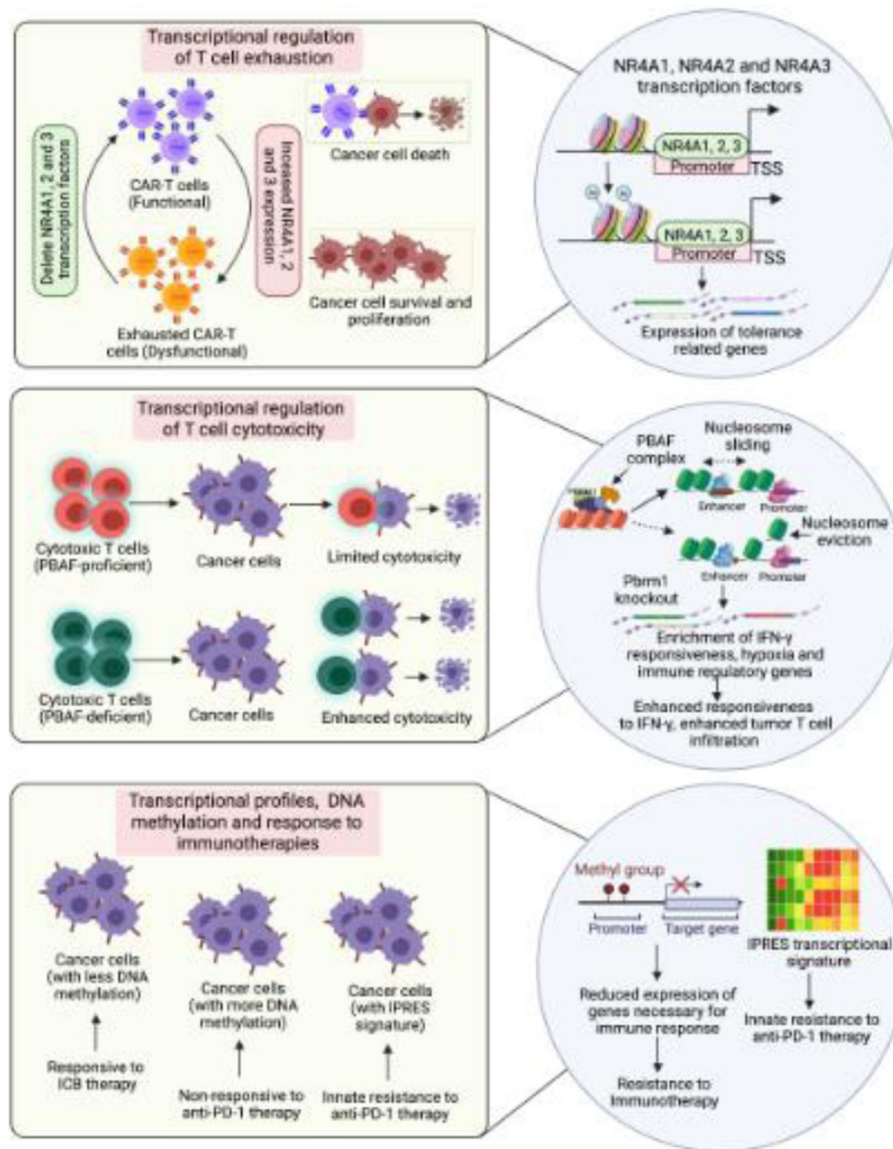 Transcriptional regulation
of T cell exhaustion
Delete NR4A1, 2 and 3
transcription factors
CAR-T cells
(Functional)
Increased NR4A1, 2
and 3 expression
Exhausted CAR-T
cells (Dysfunctional)
Cancer cell death
Cancer cell survival and
proliferation
NR4A1, NR4A2 and NR4A3
transcription factors
NR4A1, 2, 3
Promoter
TSS
Ac
Ac
NR4A1, 2, 3
Promoter
TSS
Expression of tolerance
related genes
Transcriptional regulation
of T cell cytotoxicity
Cytotoxic T cells
(PBAF-proficient)
Cancer cells
Limited cytotoxicity
Cytotoxic T cells
(PBAF-deficient)
Cancer cells
Enhanced cytotoxicity
PBAF
complex
Nucleosome
sliding
Enhancer
Promoter
Nucleosome
eviction
Enhancer
Promoter
Pbrm1
knockout
Enrichment of IFN-γ
responsiveness, hypoxia and
immune regulatory genes
Enhanced responsiveness
to IFN-γ, enhanced tumor T cell
infiltration
Transcriptional profiles, DNA
methylation and response to
immunotherapies
Cancer cells
(with less DNA
methylation)
Responsive to
ICB therapy
Cancer cells
(with more DNA
methylation)
Non-responsive to
anti-PD-1 therapy
Cancer cells
(with IPRES
signature)
Innate resistance to
anti-PD-1 therapy
Methyl group
Promoter
Target gene
Reduced expression of
genes necessary for
immune response
Resistance to
Immunotherapy
IPRES transcriptional
signature
Innate resistance to
anti-PD-1 therapy